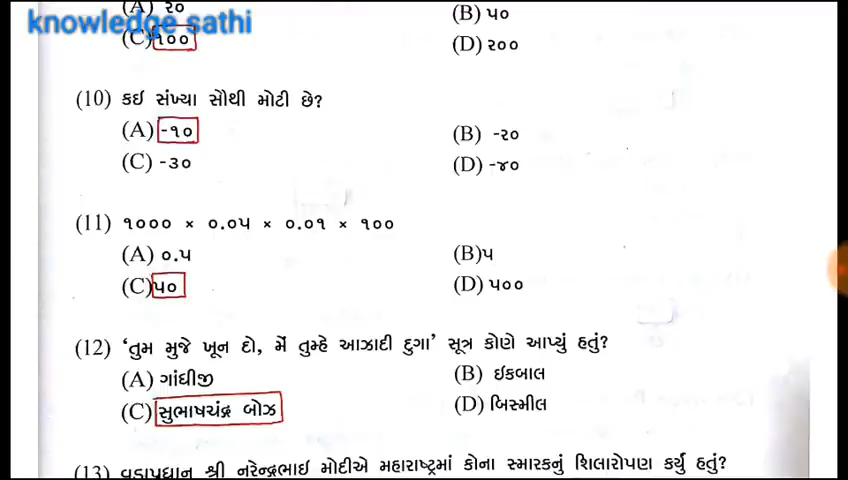 (A) ૨૦
(B) ૫૦
knowledge sathi
(C) ૧૦૦
(D) ૨૦૦
(10) કઈ સંખ્યા સૌથી મોટી છે?
(A) -૧૦
(B) -૨૦
(C) -૩૦
(D) -૪૦
(11) ૧૦૦૦ × ૦.૦૫ × ૦.૦૧ × ૧૦૦
(A) ૦.૫
(B) ૫
(C) ૫૦
(D) ૫૦૦
(12) ‘તુમ મુજે ખૂન દો, મેં તુમ્હે આઝાદી દુગા’ સૂત્ર કોણે આપ્યું હતું?
(A) ગાંધીજી
(B) ઈકબાલ
(C) સુભાષચંદ્ર બોઝ
(D) બિસ્મીલ
(13) વડાપ્રધાન શ્રી નરેન્દ્રભાઈ મોદીએ મહારાષ્ટ્રમાં કોના સ્મારકનું શિલારોપણ કર્યું હતું?